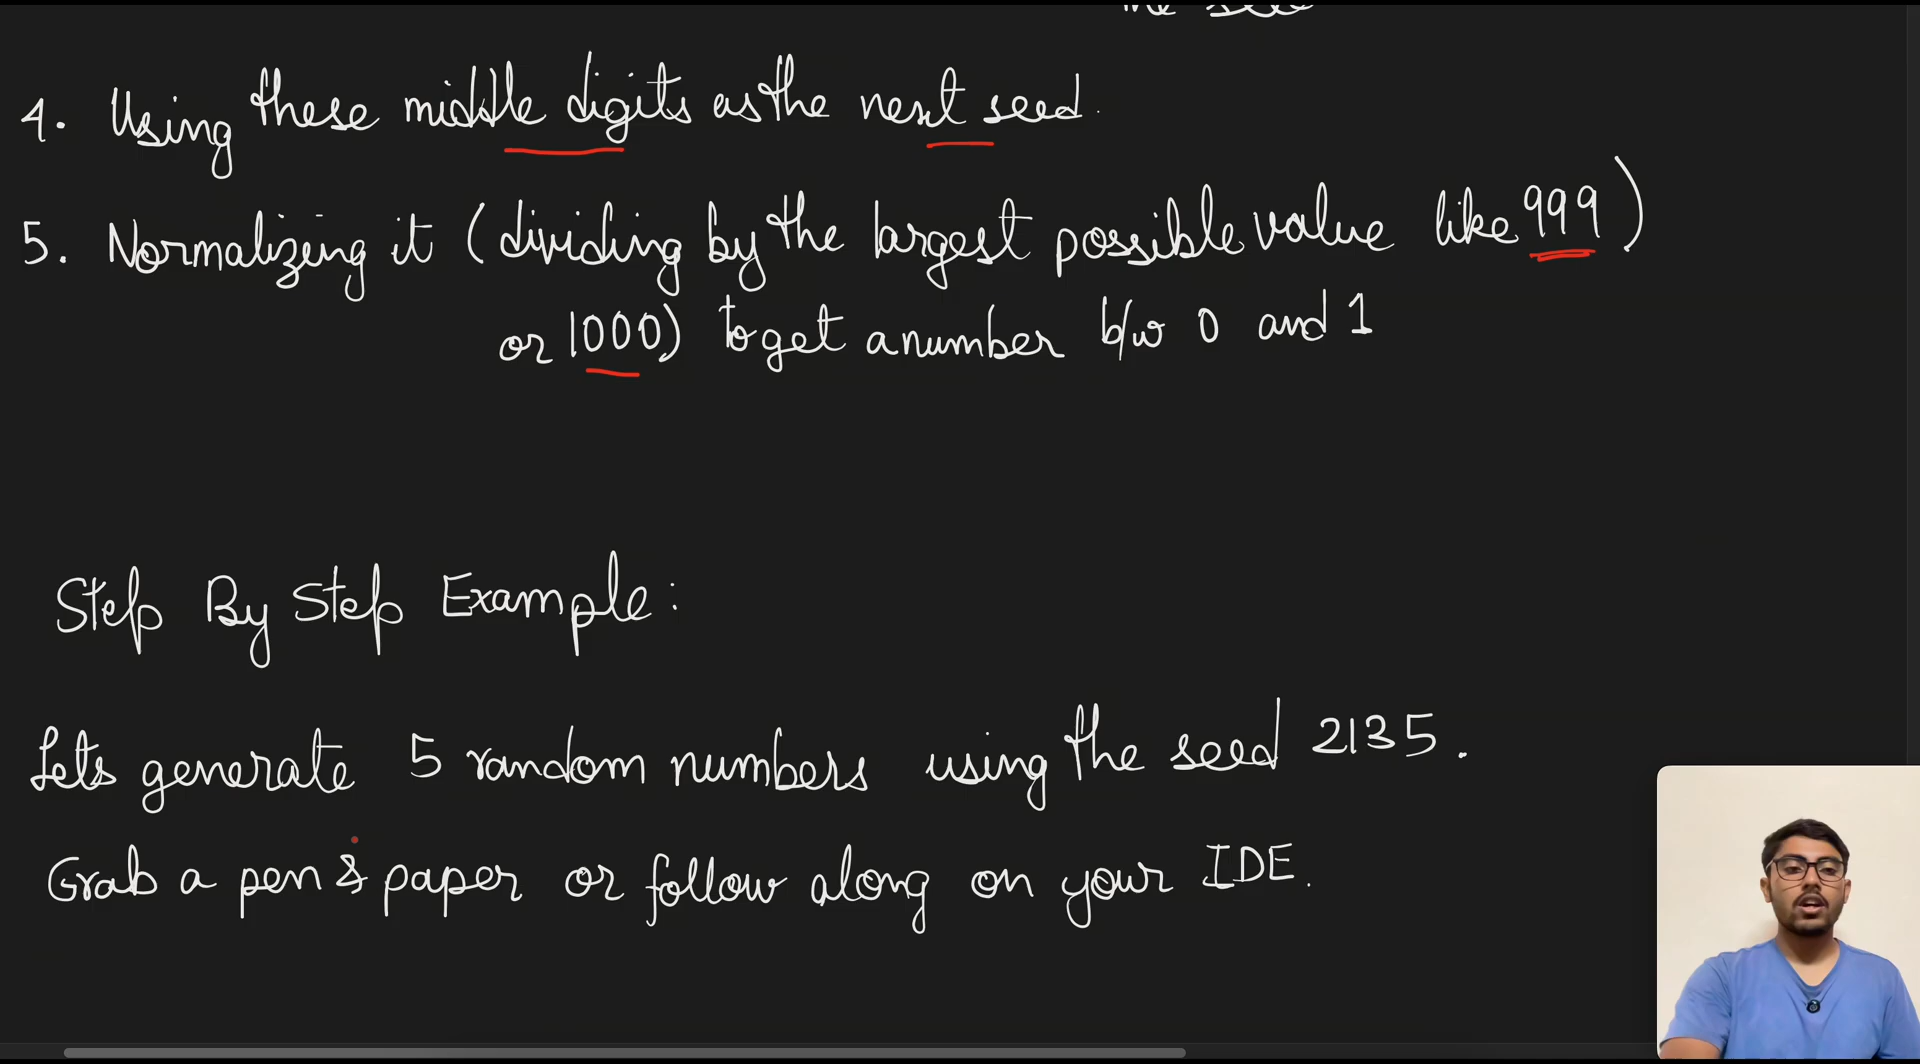 the seed
4. Using these middle digits as the next seed.
5. Normalizing it (dividing by the largest possible value like 999)
or 1000) to get a number b/w 0 and 1
Step By Step Example:
Lets generate 5 random numbers using the seed 2135.
Grab a pen & paper or follow along on your IDE.